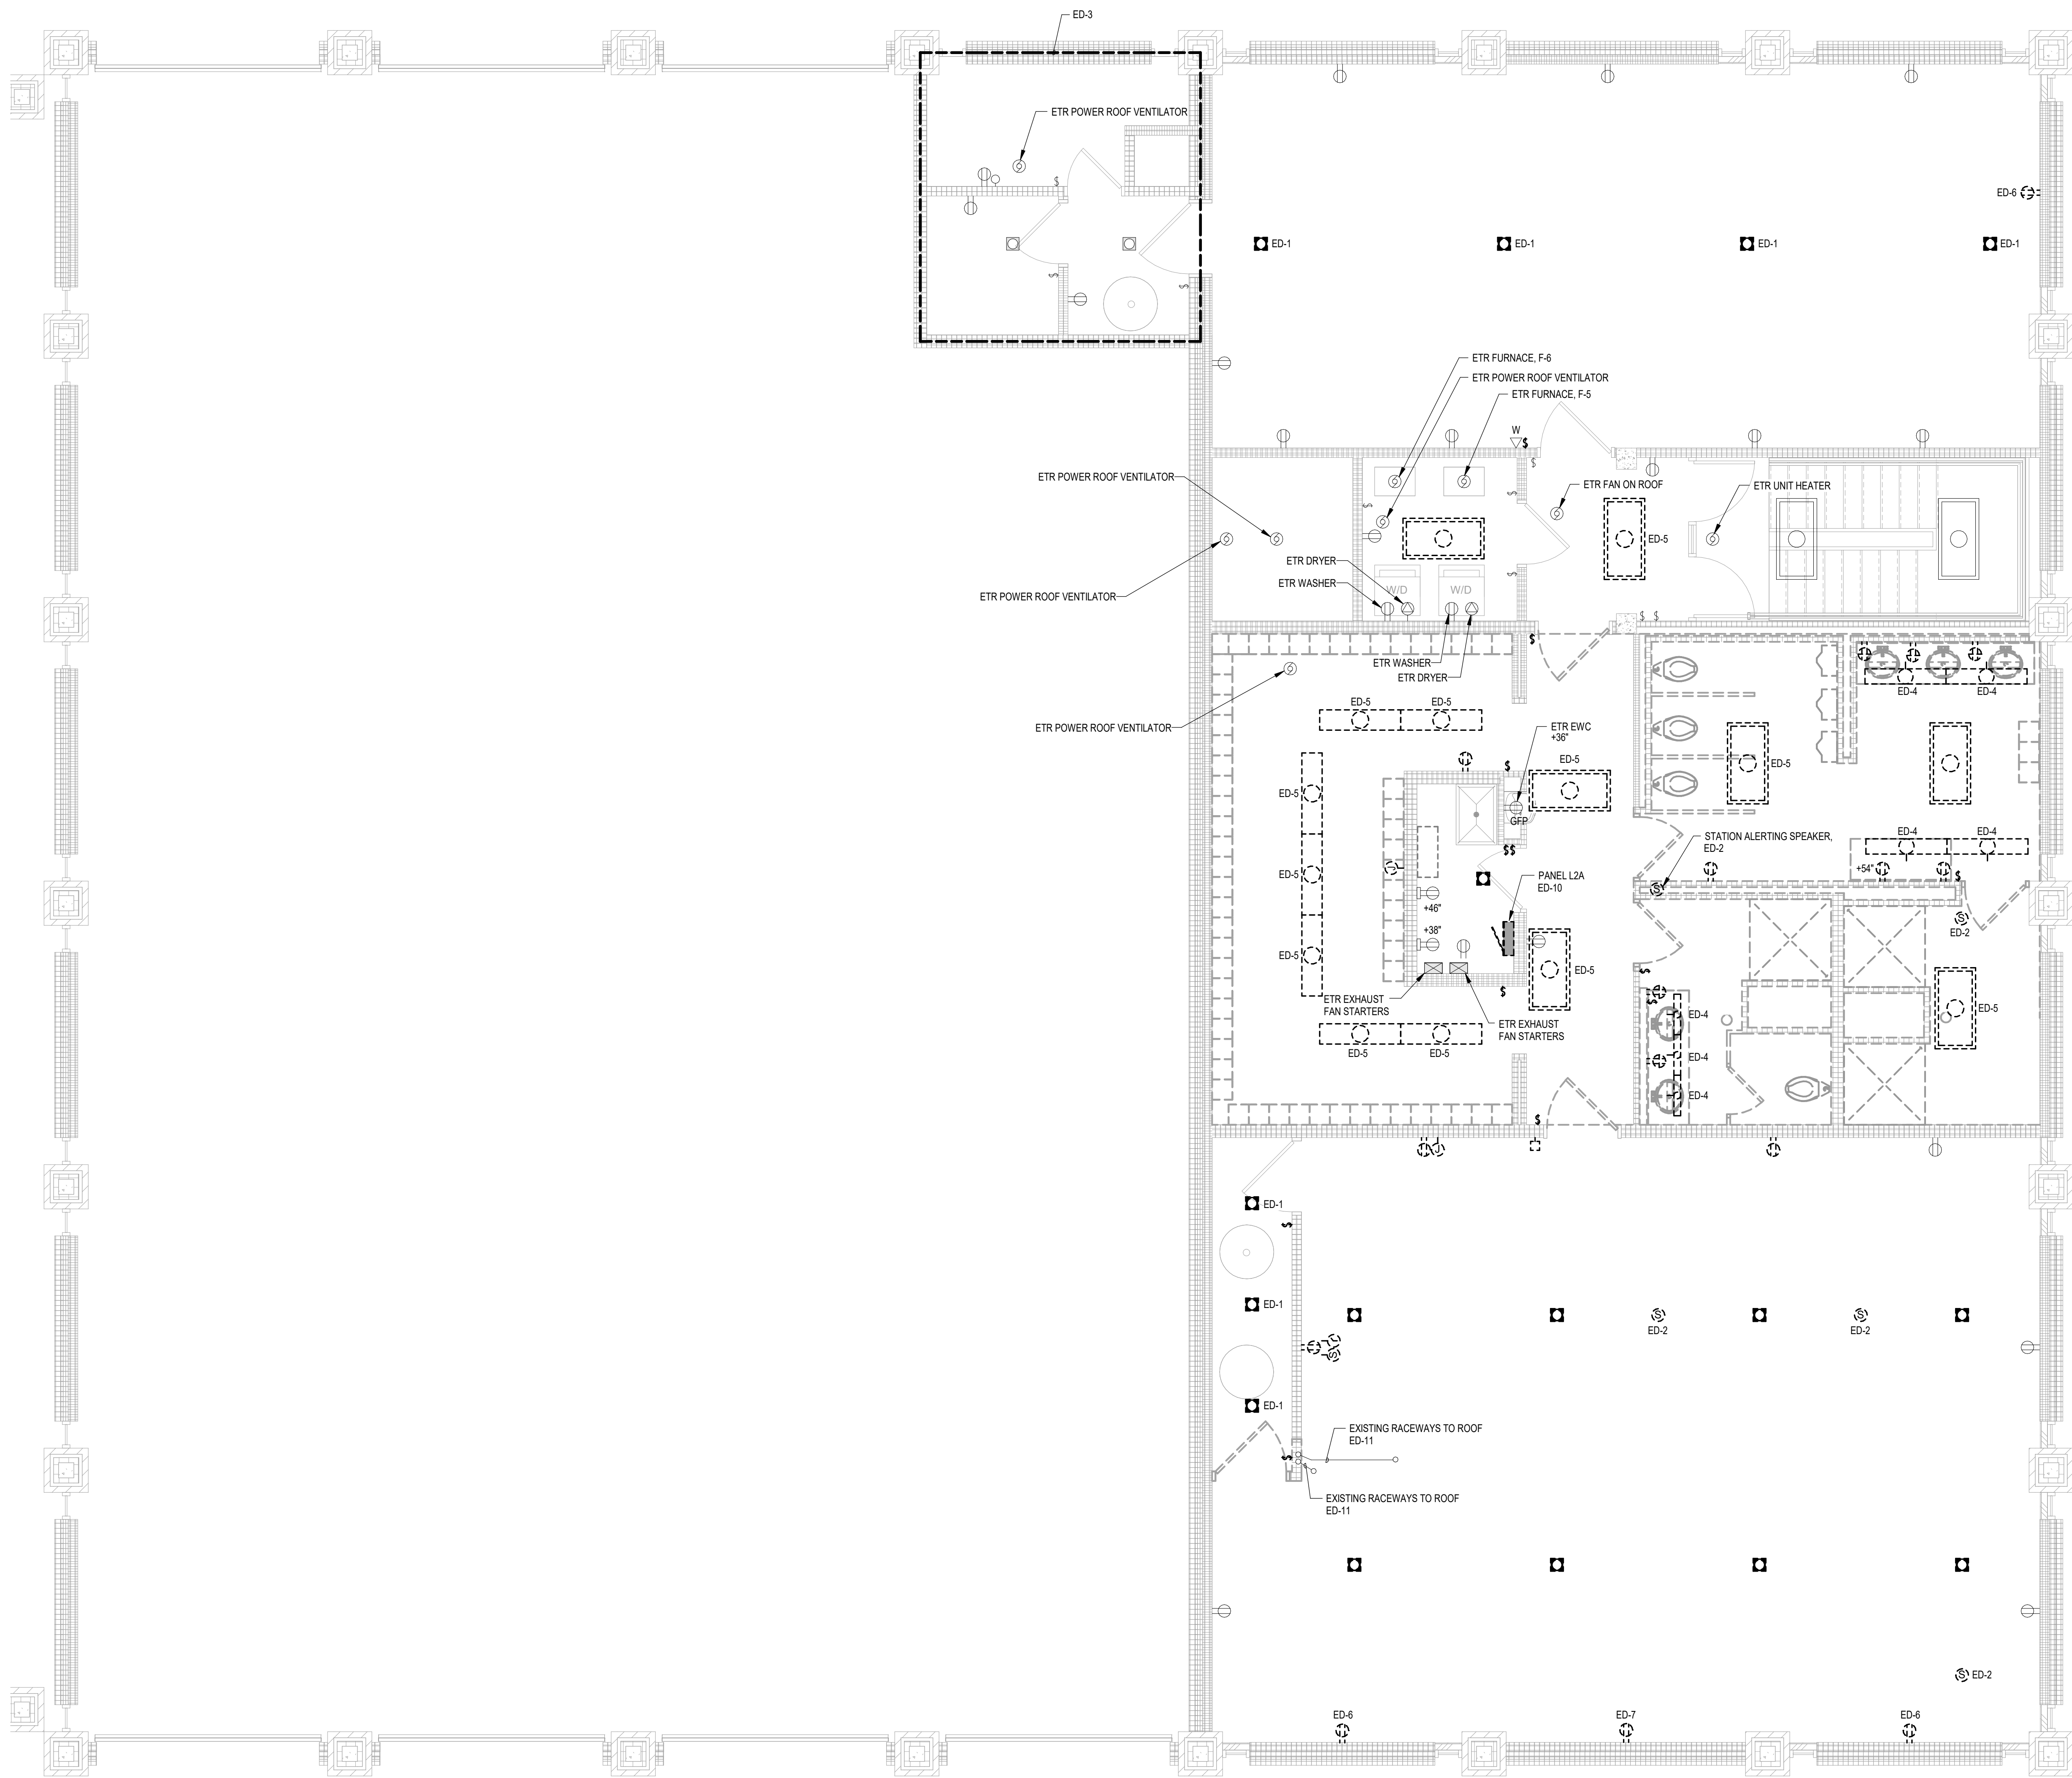 ED-3
ETR POWER ROOF VENTILATOR
ED-6
ED-1
ED-1
ED-1
ED-1
ETR FURNACE, F-6
ETR POWER ROOF VENTILATOR
ETR FURNACE, F-5
W
$
$
$
$
$
ETR POWER ROOF VENTILATOR
ETR FAN ON ROOF
ETR UNIT HEATER
ED-5
ETR DRYER
ETR WASHER
W/D
W/D
ETR POWER ROOF VENTILATOR
$
$
$
ETR WASHER
ETR DRYER
ED-4
ED-4
ED-5
ED-5
ETR POWER ROOF VENTILATOR
ETR EWC
+36"
ED-5
ED-5
$
ED-5
GFP
STATION ALERTING SPEAKER,
ED-2
ED-4
ED-4
$$
+54"
$
J
PANEL L2A
ED-10
S
ED-5
+46"
S
ED-2
+38"
ED-5
ED-5
$
ETR EXHAUST
FAN STARTERS
$
ED-5
$
ED-4
ETR EXHAUST
FAN STARTERS
ED-5
ED-5
ED-4
ED-4
$
J
ED-1
ED-1
S
ED-2
S
ED-2
J
S
ED-1
EXISTING RACEWAYS TO ROOF
ED-11
EXISTING RACEWAYS TO ROOF
ED-11
S
ED-2
ED-6
ED-7
ED-6